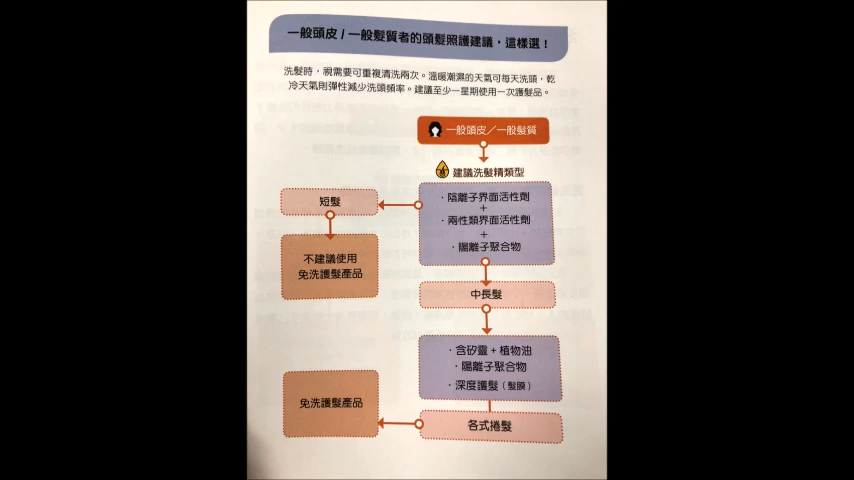 一般頭皮/一般髮質者的頭髮照護建議，這樣選！
洗髮時，視需要可重複清洗兩次。溫暖潮濕的天氣可每天洗頭，乾
冷天氣則彈性減少洗頭頻率。建議至少一星期使用一次護髮品。
一般頭皮／一般髮質
建議洗髮精類型
·陰離子界面活性劑
+
·兩性類界面活性劑
+
·陽離子聚合物
短髮
不建議使用
免洗護髮產品
中長髮
·含矽靈+植物油
·陽離子聚合物
·深度護髮（髮膜）
免洗護髮產品
各式捲髮